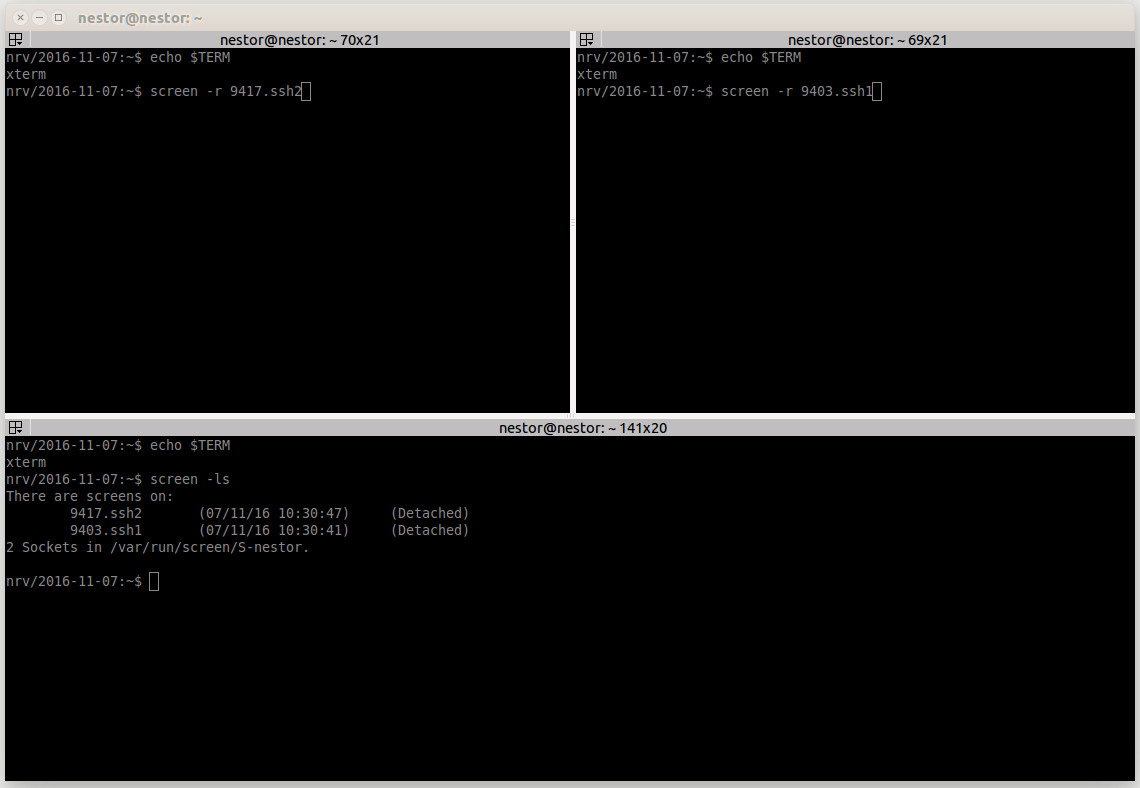 nestor@nestor: ~
nestor@nestor: ~ 70x21
nrv/2016-11-07:~$ echo $TERM
xterm
nrv/2016-11-07:~$ screen -r 9417.ssh2
nestor@nestor: ~ 69x21
nrv/2016-11-07:~$ echo $TERM
xterm
nrv/2016-11-07:~$ screen -r 9403.ssh1
nestor@nestor: ~ 141x20
nrv/2016-11-07:~$ echo $TERM
xterm
nrv/2016-11-07:~$ screen -ls
There are screens on:
        9417.ssh2       (07/11/16 10:30:47)     (Detached)
        9403.ssh1       (07/11/16 10:30:41)     (Detached)
2 Sockets in /var/run/screen/S-nestor.
nrv/2016-11-07:~$